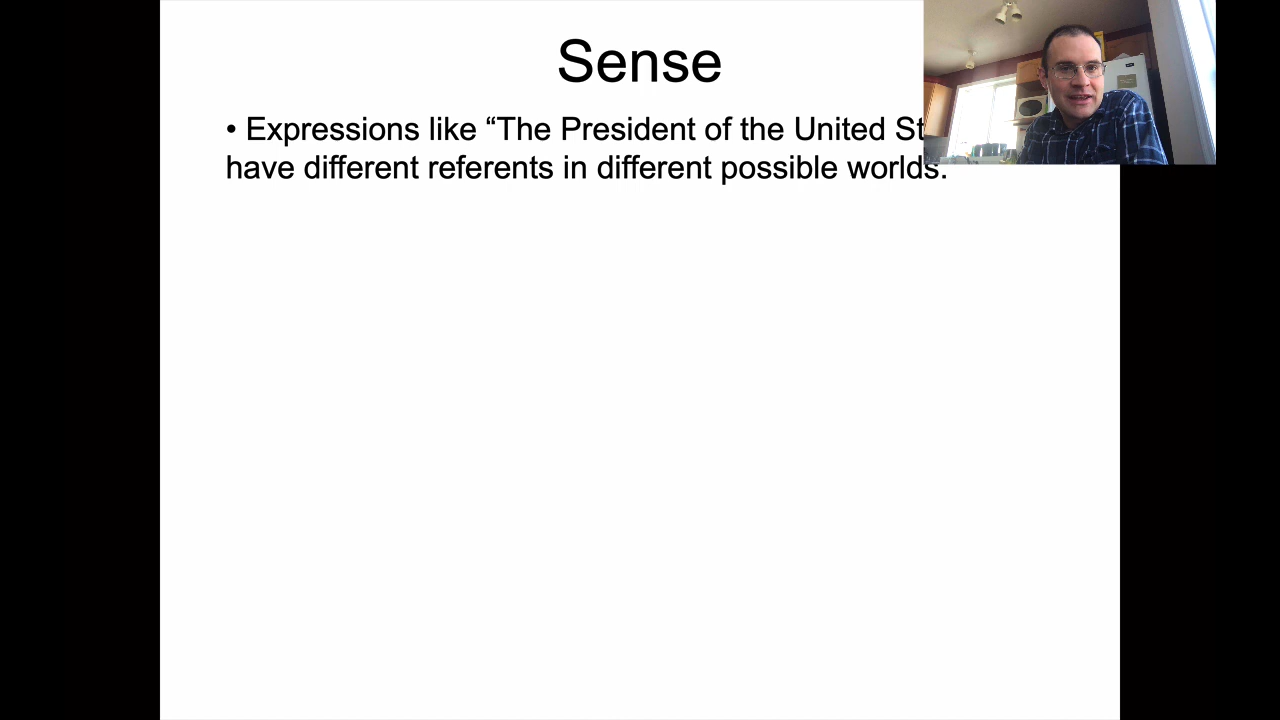 Sense
• Expressions like “The President of the United St
have different referents in different possible worlds.